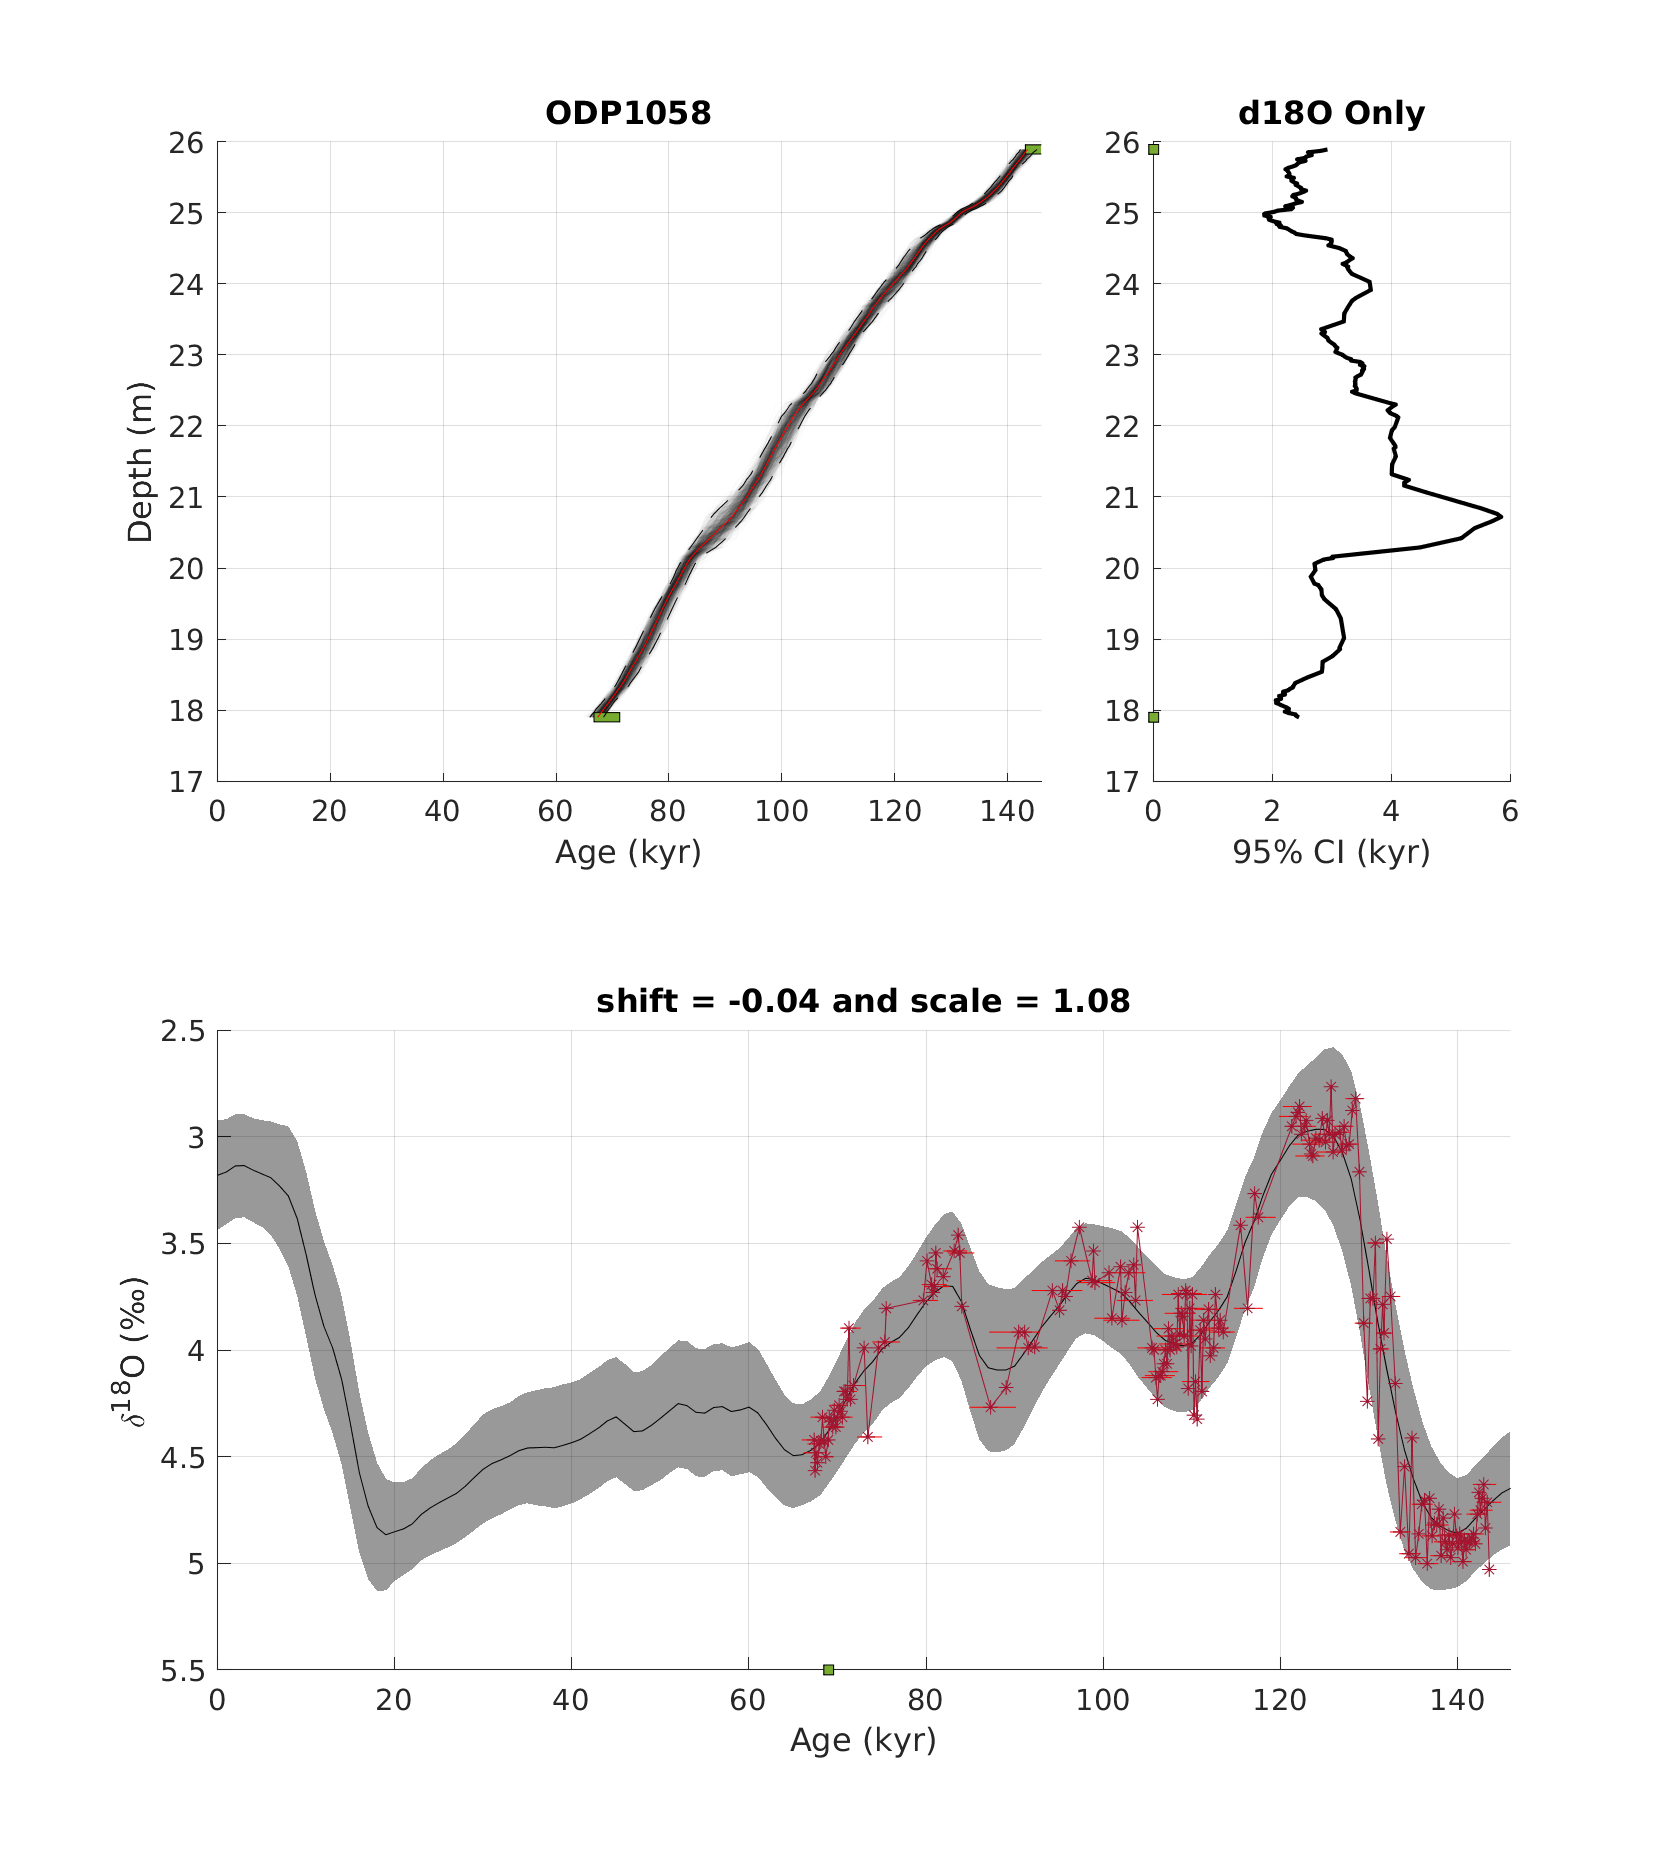 ODP1058
d18O Only
26
25
24
23
22
21
20
19
18
17
Depth (m)
0 20 40 60 80 100 120 140
Age (kyr)
26
25
24
23
22
21
20
19
18
17
0 2 4 6
95% CI (kyr)
shift = -0.04 and scale = 1.08
2.5
3
3.5
4
4.5
5
5.5
δ18O (‰)
0 20 40 60 80 100 120 140
Age (kyr)